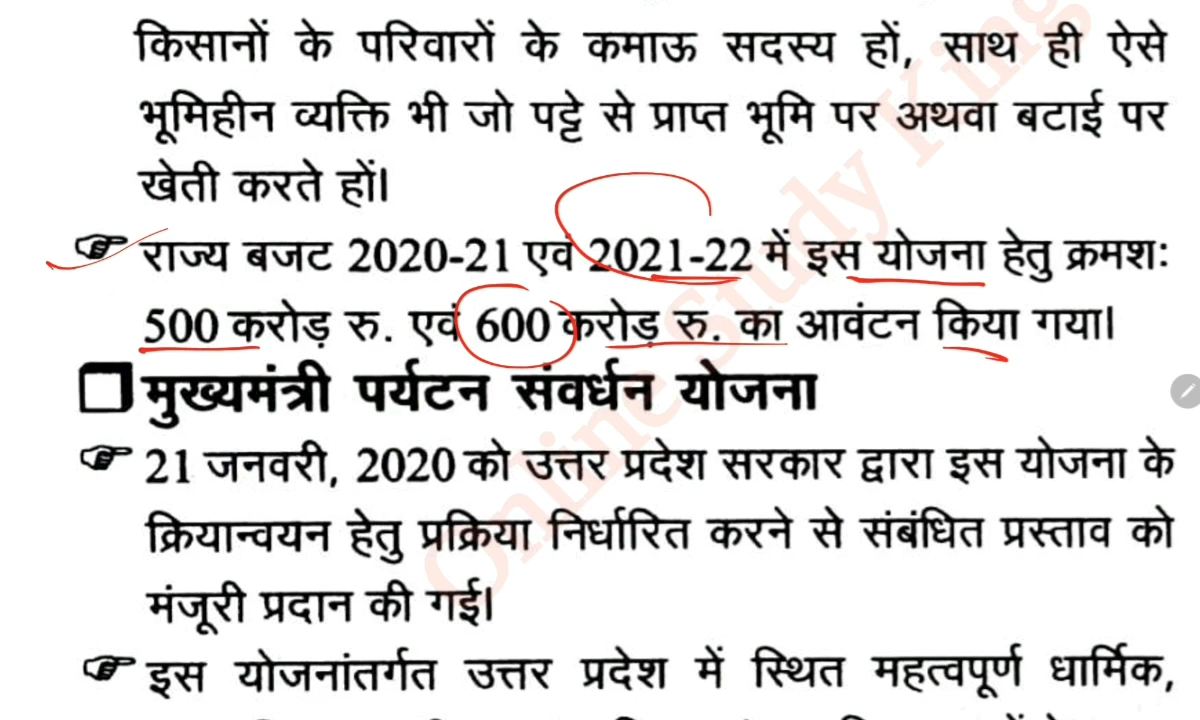 किसानों के परिवारों के कमाऊ सदस्य हों, साथ ही ऐसे
भूमिहीन व्यक्ति भी जो पट्टे से प्राप्त भूमि पर अथवा बटाई पर
खेती करते हों।
राज्य बजट 2020-21 एवं 2021-22 में इस योजना हेतु क्रमशः
500 करोड़ रु. एवं 600 करोड़ रु. का आवंटन किया गया।
मुख्यमंत्री पर्यटन संवर्धन योजना
21 जनवरी, 2020 को उत्तर प्रदेश सरकार द्वारा इस योजना के
क्रियान्वयन हेतु प्रक्रिया निर्धारित करने से संबंधित प्रस्ताव को
मंजूरी प्रदान की गई।
इस योजनांतर्गत उत्तर प्रदेश में स्थित महत्वपूर्ण धार्मिक,
Online Study King